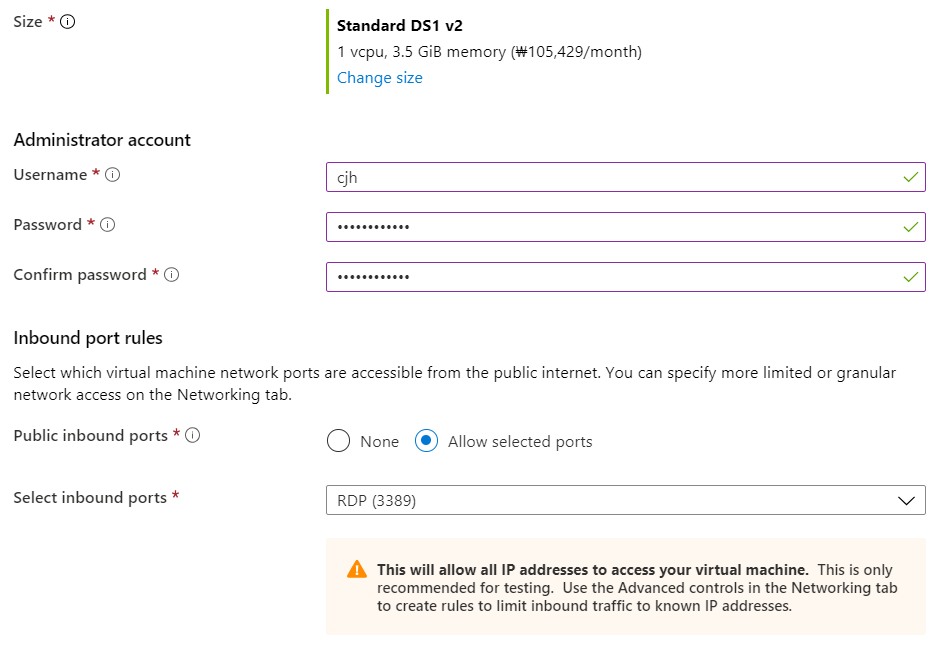 Size *
Standard DS1 v2
1 vcpu, 3.5 GiB memory (₩105,429/month)
Change size
Administrator account
Username *
cjh
Password *
••••••••••••
Confirm password *
••••••••••••
Inbound port rules
Select which virtual machine network ports are accessible from the public internet. You can specify more limited or granular
network access on the Networking tab.
Public inbound ports *
None
Allow selected ports
Select inbound ports *
RDP (3389)
This will allow all IP addresses to access your virtual machine.  This is only
recommended for testing.  Use the Advanced controls in the Networking tab
to create rules to limit inbound traffic to known IP addresses.